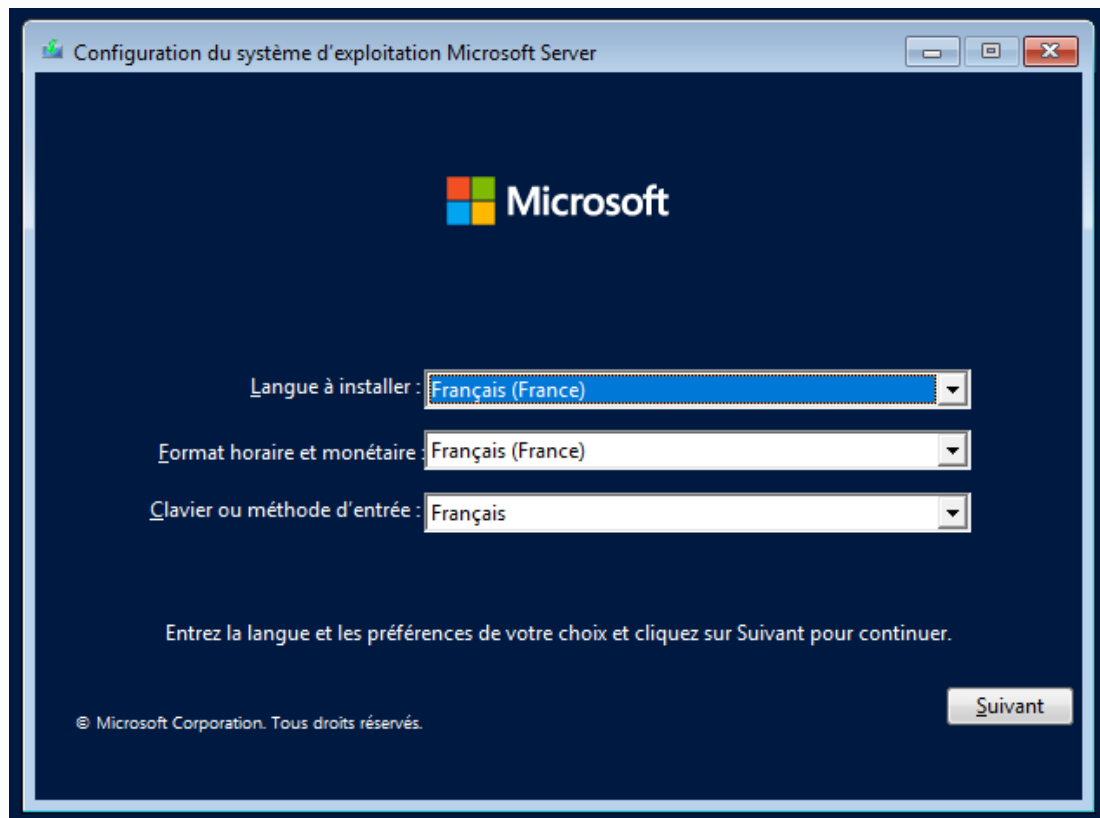 Configuration du système d'exploitation Microsoft Server
Microsoft
Langue à installer : Français (France)
Format horaire et monétaire : Français (France)
Clavier ou méthode d'entrée : Français
Entrez la langue et les préférences de votre choix et cliquez sur Suivant pour continuer.
Suivant
© Microsoft Corporation. Tous droits réservés.